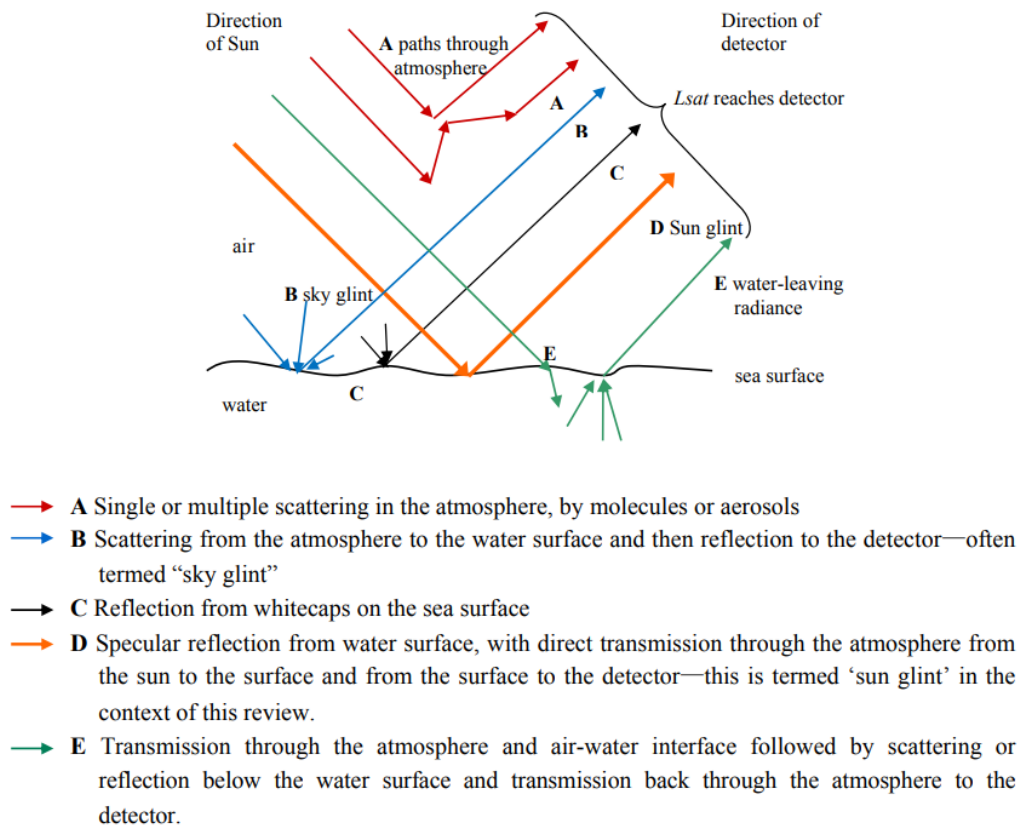 Direction
of Sun
A paths through
atmosphere
Direction of
detector
A
Lsat reaches detector
B
C
D Sun glint
air
E water-leaving
radiance
B sky glint
E
sea surface
C
water
A Single or multiple scattering in the atmosphere, by molecules or aerosols
B Scattering from the atmosphere to the water surface and then reflection to the detector—often
termed “sky glint”
C Reflection from whitecaps on the sea surface
D Specular reflection from water surface, with direct transmission through the atmosphere from
the sun to the surface and from the surface to the detector—this is termed ‘sun glint’ in the
context of this review.
E Transmission through the atmosphere and air-water interface followed by scattering or
reflection below the water surface and transmission back through the atmosphere to the
detector.